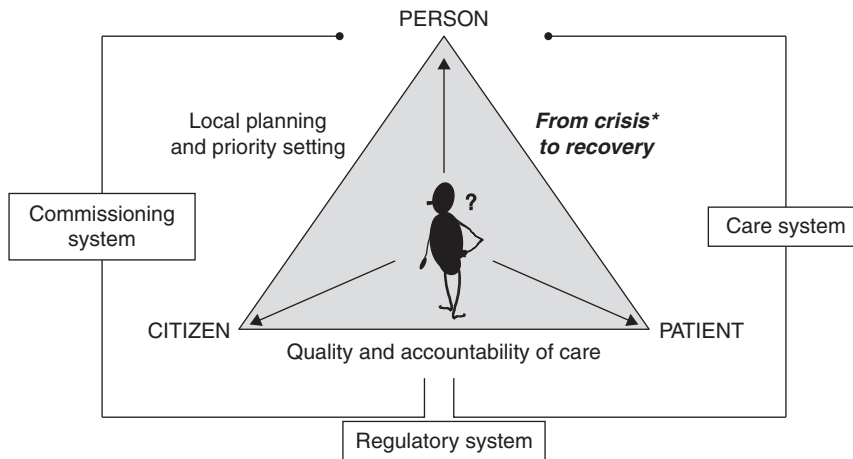 PERSON
Local planning
and priority setting
From crisis*
to recovery
Commissioning
system
?
Care system
CITIZEN
PATIENT
Quality and accountability of care
Regulatory system